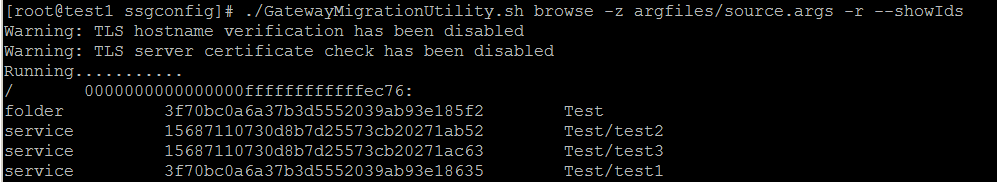 [root@test1 ssgconfig]# ./GatewayMigrationUtility.sh browse -z argfiles/source.args -r --showIds
Warning: TLS hostname verification has been disabled
Warning: TLS server certificate check has been disabled
Running...........
/ 0000000000000000ffffffffffffec76:
folder 3f70bc0a6a37b3d5552039ab93e185f2 Test
service 15687110730d8b7d25573cb20271ab52 Test/test2
service 15687110730d8b7d25573cb20271ac63 Test/test3
service 3f70bc0a6a37b3d5552039ab93e18635 Test/test1